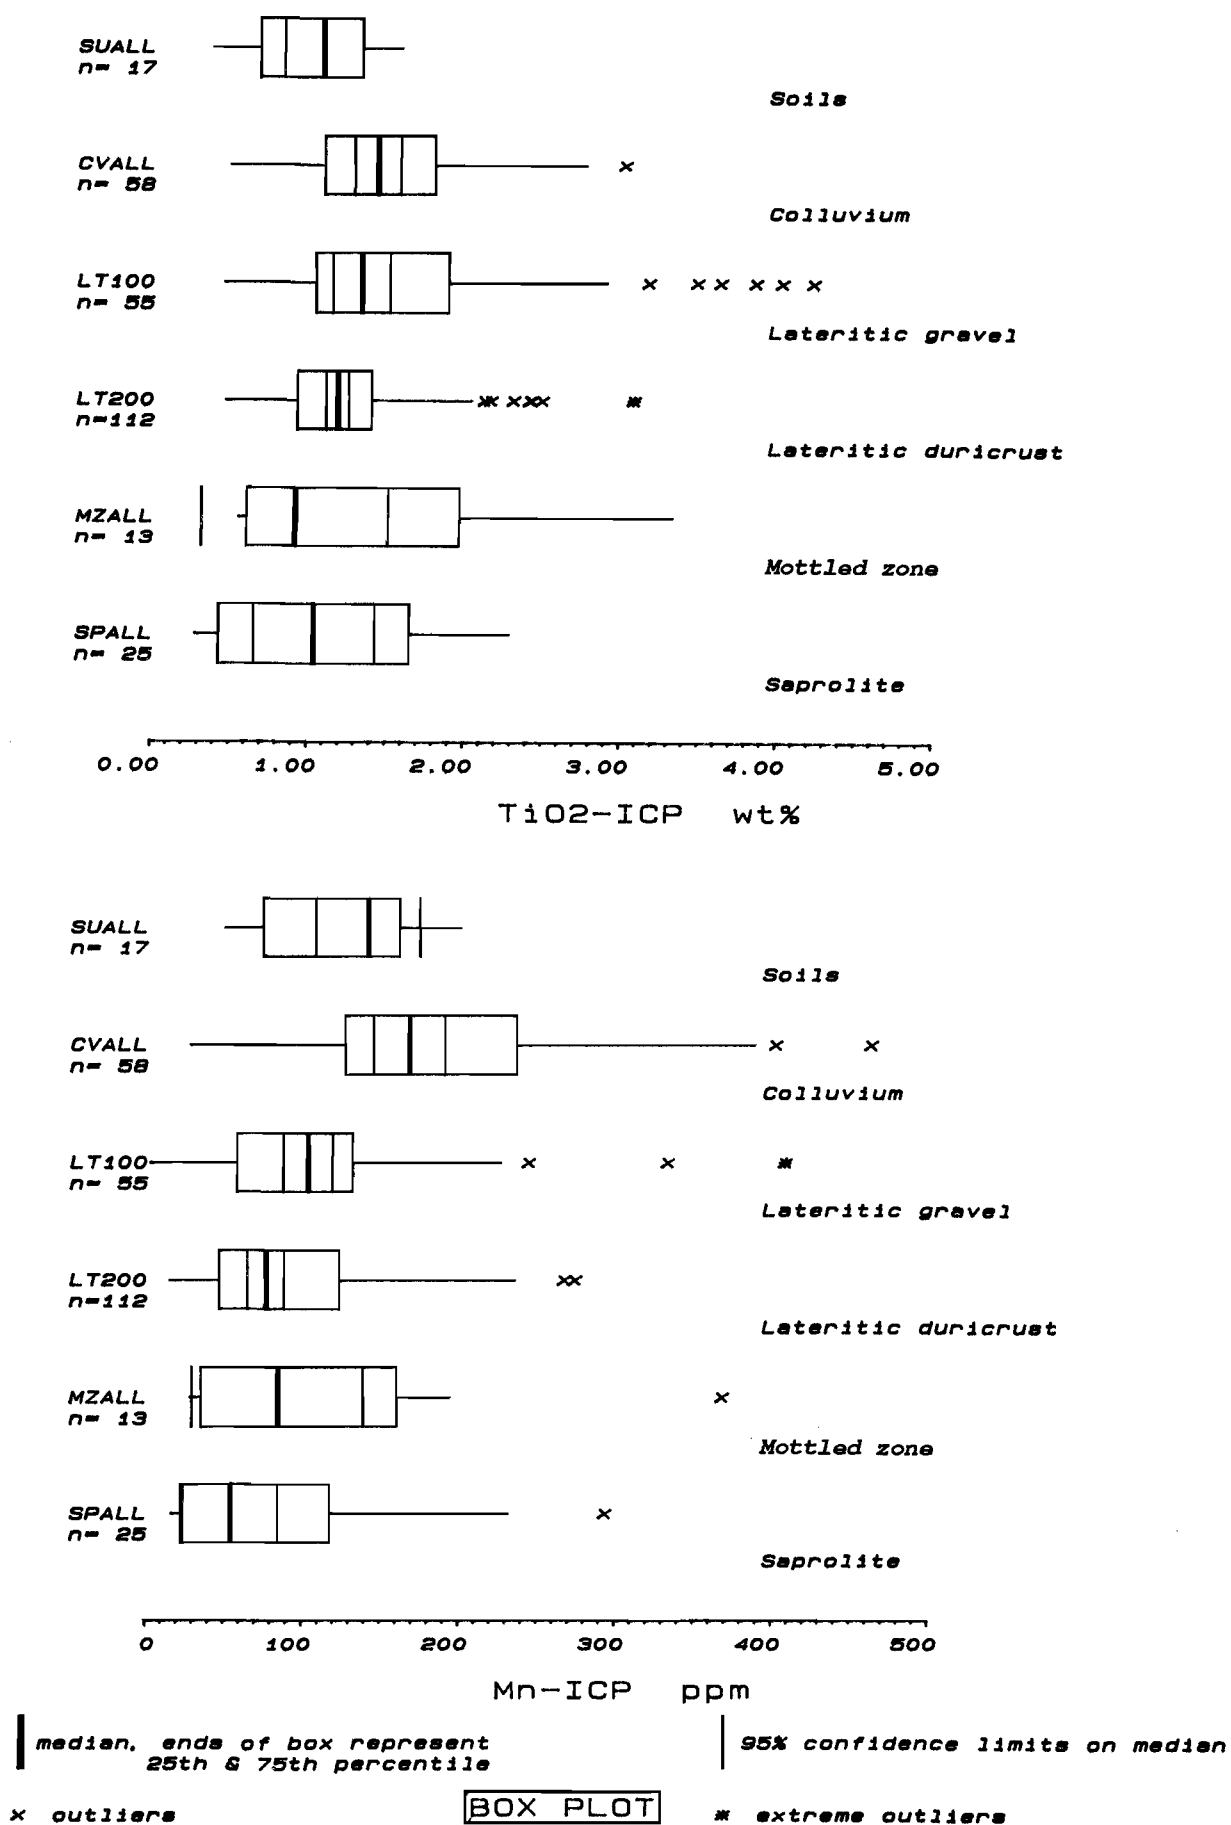 SUALL
n= 17
Soils
CVALL
n= 58
Colluvium
LT100
n= 55
Lateritic gravel
LT200
n=112
Lateritic duricrust
MZALL
n= 13
Mottled zone
SPALL
n= 25
Saprolite
0.00 1.00 2.00 3.00 4.00 5.00
TiO2-ICP wt%
SUALL
n= 17
Soils
CVALL
n= 58
Colluvium
LT100
n= 55
Lateritic gravel
LT200
n=112
Lateritic duricrust
MZALL
n= 13
Mottled zone
SPALL
n= 25
Saprolite
0 100 200 300 400 500
Mn-ICP ppm
median, ends of box represent
25th & 75th percentile
95% confidence limits on median
x outliers
BOX PLOT
* extreme outliers